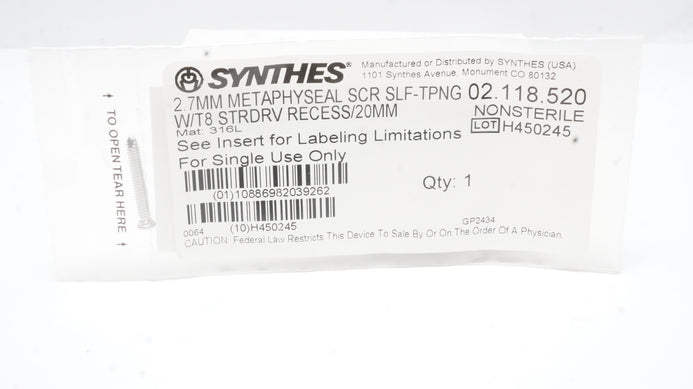 SYNTHES®
Manufactured or Distributed by SYNTHES (USA)
1101 Synthes Avenue, Monument CO 80132
2.7MM METAPHYSEAL SCR SLF-TPNG 02.118.520
W/T8 STRDRV RECESS/20MM
NONSTERILE
Mat: 316L
LOT H450245
See Insert for Labeling Limitations
For Single Use Only
(01)10886982039262
Qty: 1
(10)H450245
0064
GP2434
CAUTION: Federal Law Restricts This Device To Sale By Or On The Order Of A Physician.
↑ TO OPEN TEAR HERE ↑